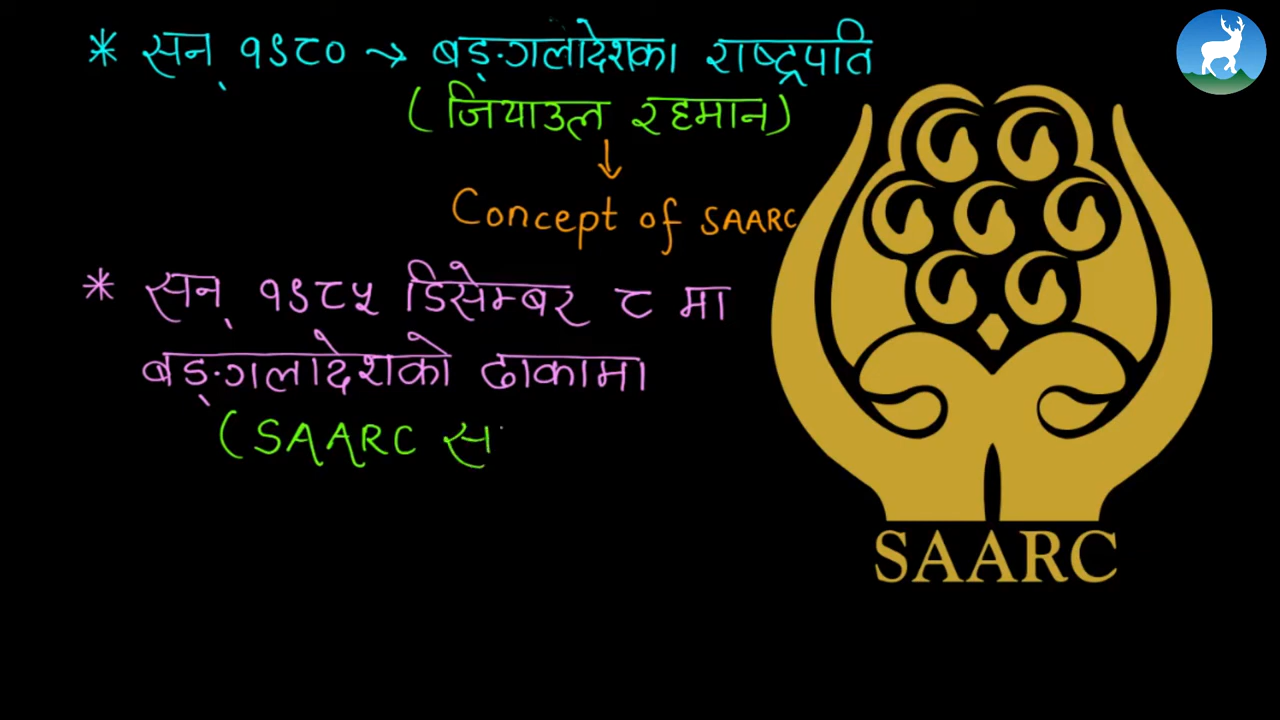 * सन् १९८० → बङ्गलादेशका राष्ट्रपति
(जियाउल रहमान)
↓
Concept of SAARC
* सन् १९८५ डिसेम्बर ८ मा
बङ्गलादेशको ढाकामा
(SAARC स
SAARC